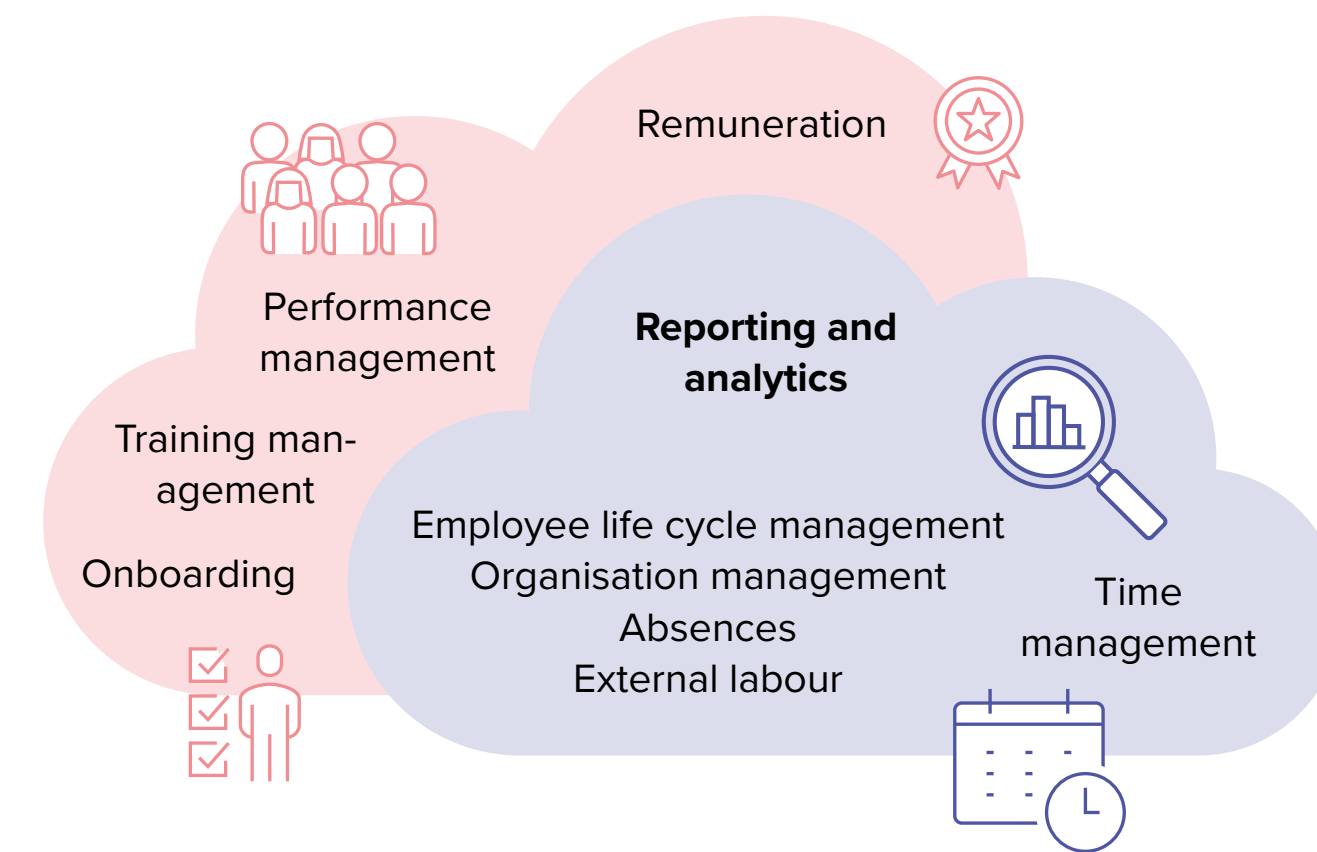 Remuneration
Performance
management
Reporting and
analytics
Training man-
agement
Onboarding
Employee life cycle management
Organisation management
Absences
External labour
Time
management